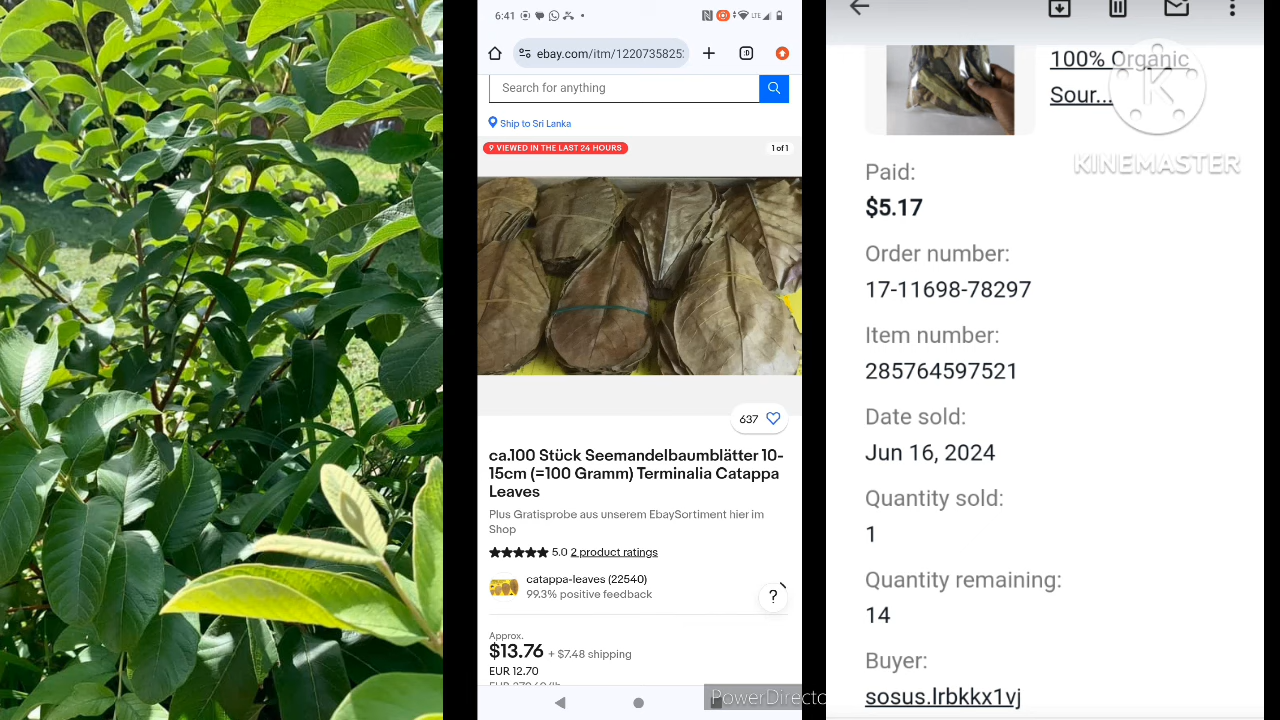 6:41
LTE
ebay.com/itm/1220735825
:D
Search for anything
Ship to Sri Lanka
9 VIEWED IN THE LAST 24 HOURS
1 of 1
637
ca.100 Stück Seemandelbaumblätter 10-
15cm (=100 Gramm) Terminalia Catappa
Leaves
Plus Gratisprobe aus unserem EbaySortiment hier im
Shop
5.0 2 product ratings
catappa-leaves (22540)
99.3% positive feedback
?
Approx.
$13.76 + $7.48 shipping
EUR 12.70
PowerDirecto
100% Organic
Sour...
K
KINEMASTER
Paid:
$5.17
Order number:
17-11698-78297
Item number:
285764597521
Date sold:
Jun 16, 2024
Quantity sold:
1
Quantity remaining:
14
Buyer:
sosus.lrbkkx1vj